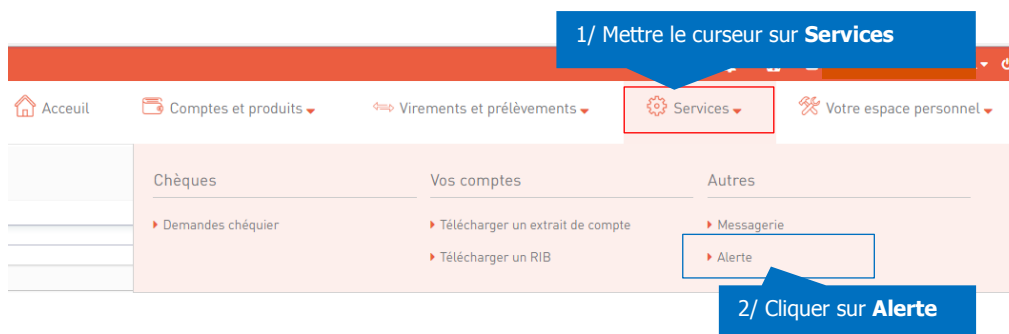 1/ Mettre le curseur sur Services
Acceuil
Comptes et produits
Virements et prélèvements
Services
Votre espace personnel
Chèques
Vos comptes
Autres
Demandes chéquier
Télécharger un extrait de compte
Messagerie
Télécharger un RIB
Alerte
2/ Cliquer sur Alerte